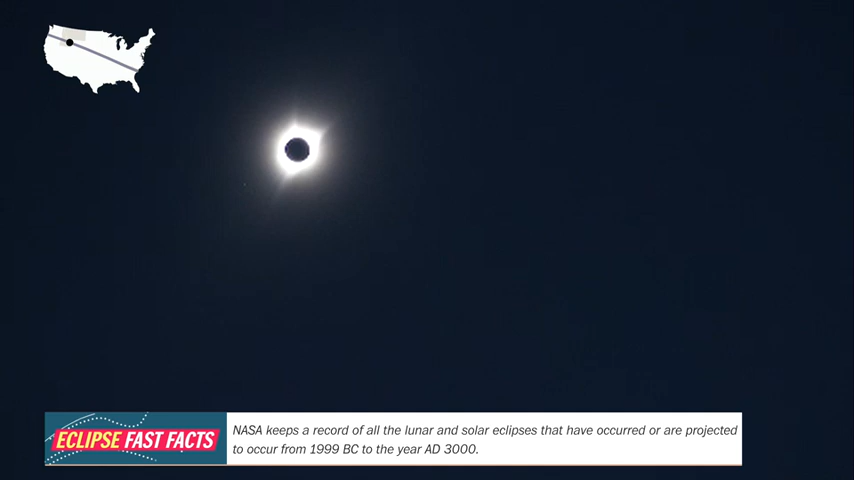 ECLIPSE FAST FACTS
NASA keeps a record of all the lunar and solar eclipses that have occurred or are projected
to occur from 1999 BC to the year AD 3000.